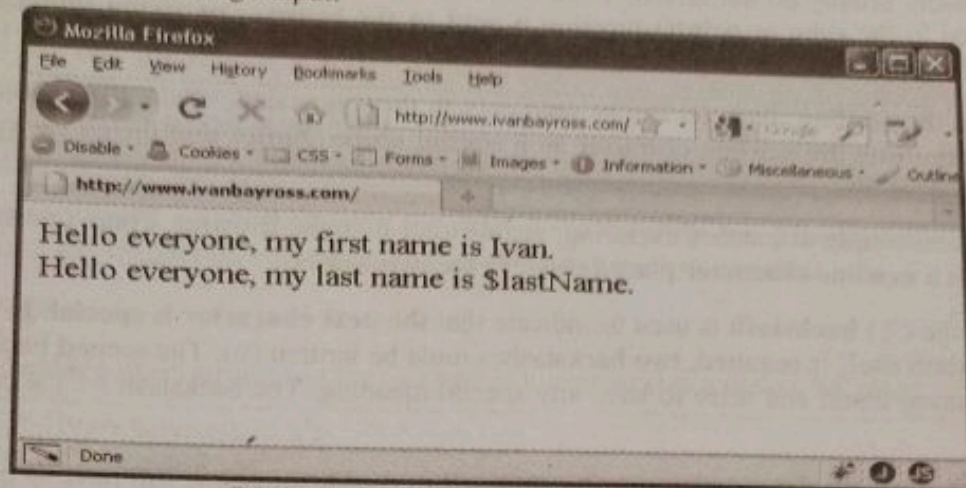 Mozilla Firefox
File Edit View History Bookmarks Tools Help
http://www.ivanbayross.com/
Disable Cookies CSS Forms Images Information Miscellaneous Outline
http://www.ivanbayross.com/
Hello everyone, my first name is Ivan.
Hello everyone, my last name is $lastName.
Done